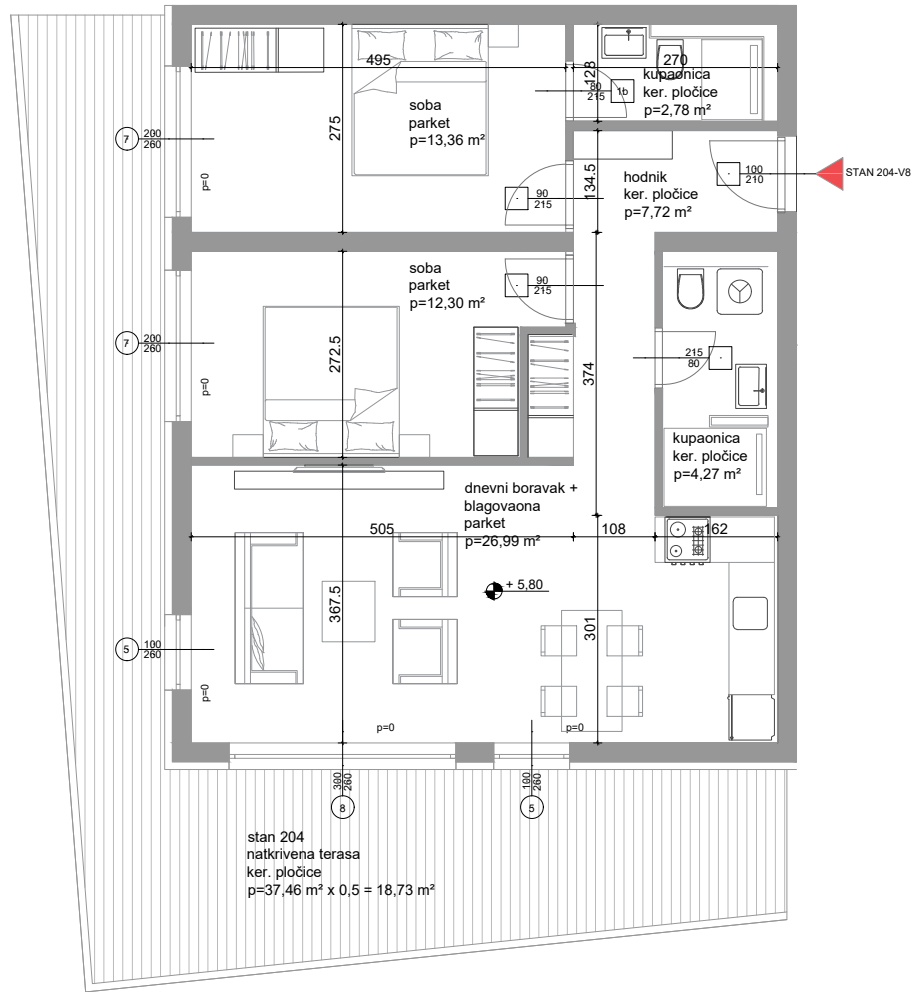 495
270
128
kupaonica
ker. pločice
p=2,78 m²
80
215
1b
soba
parket
p=13,36 m²
275
7
200
260
p=0
134.5
hodnik
ker. pločice
p=7,72 m²
100
210
STAN 204-V8
90
215
soba
parket
p=12,30 m²
90
215
272.5
7
200
260
p=0
374
215
80
kupaonica
ker. pločice
p=4,27 m²
dnevni boravak +
blagovaona
parket
p=26,99 m²
505
108
162
367.5
+ 5,80
301
5
100
260
p=0
p=0
p=0
300
260
8
100
260
5
stan 204
natkrivena terasa
ker. pločice
p=37,46 m² x 0,5 = 18,73 m²